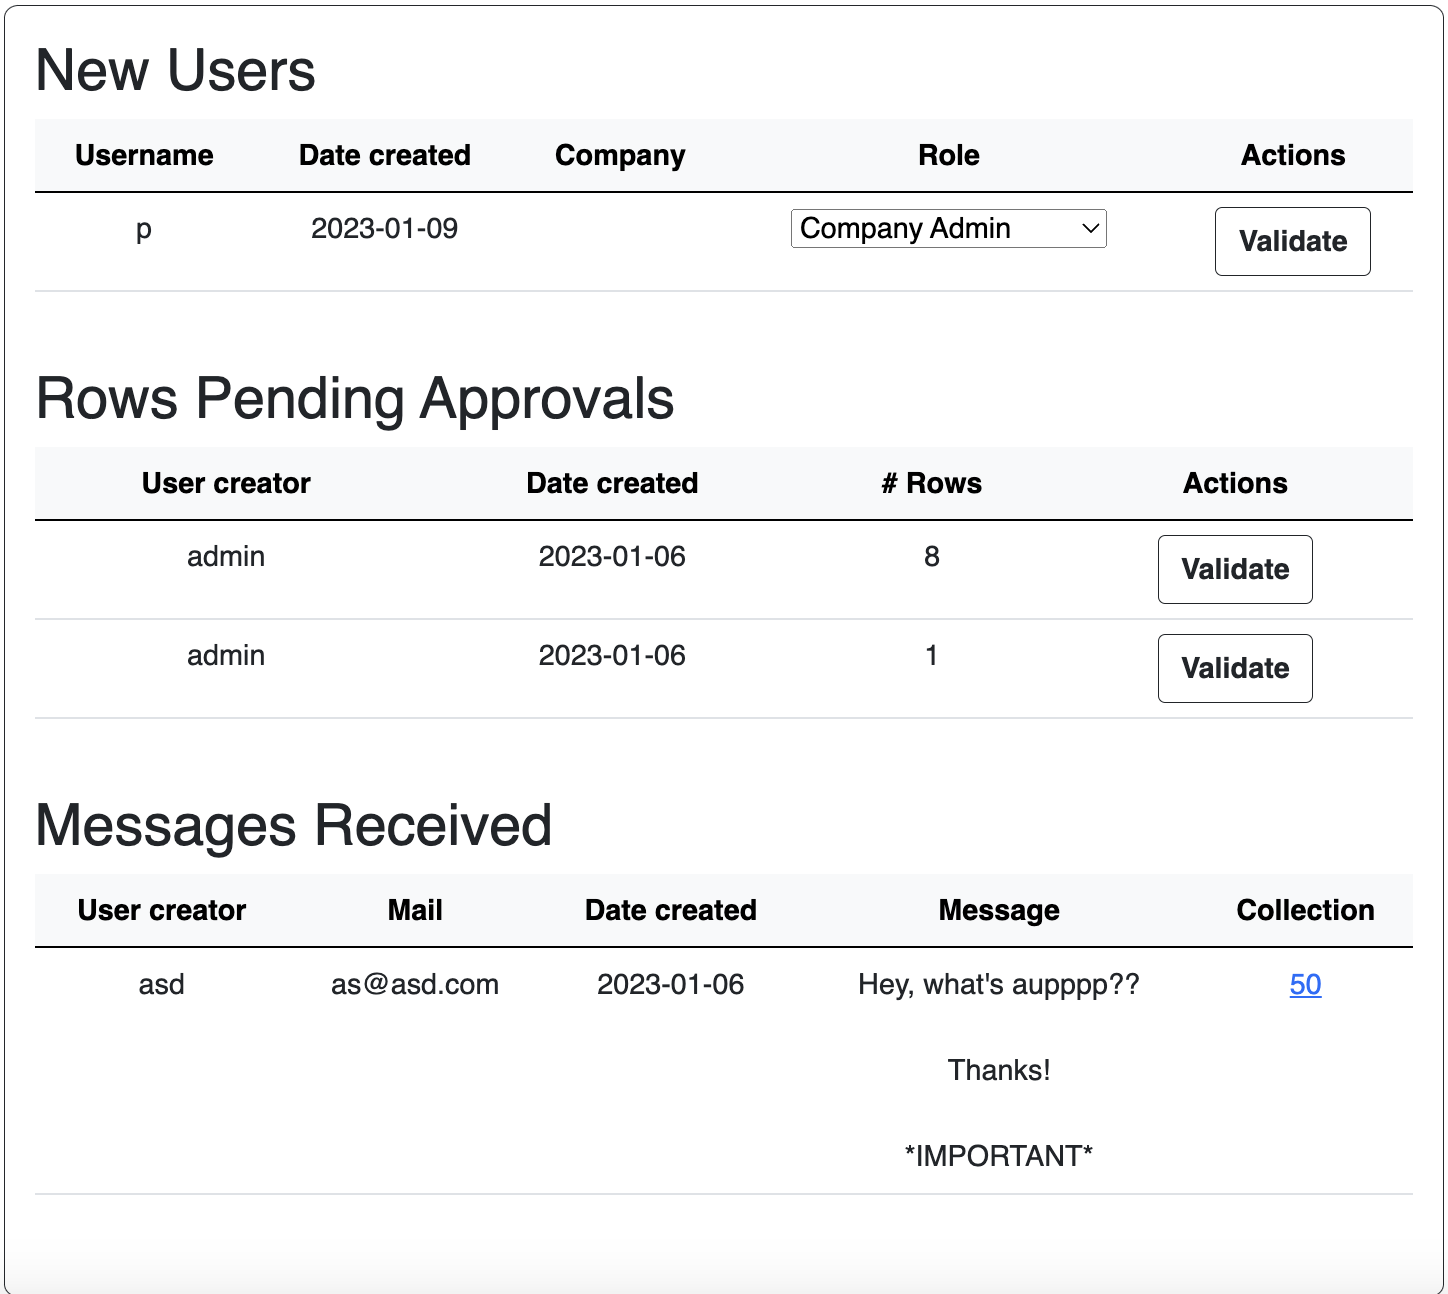 New Users
Username Date created Company Role Actions
p 2023-01-09 Company Admin Validate
Rows Pending Approvals
User creator Date created # Rows Actions
admin 2023-01-06 8 Validate
admin 2023-01-06 1 Validate
Messages Received
User creator Mail Date created Message Collection
asd as@asd.com 2023-01-06 Hey, what's aupppp?? 50
Thanks!
*IMPORTANT*